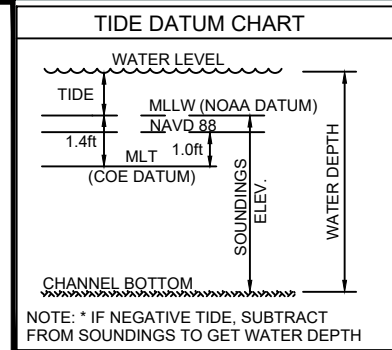 TIDE DATUM CHART
WATER LEVEL
TIDE
MLLW (NOAA DATUM)
NAVD 88
1.4ft
1.0ft
MLT
(COE DATUM)
SOUNDINGS
ELEV.
WATER DEPTH
CHANNEL BOTTOM
NOTE: * IF NEGATIVE TIDE, SUBTRACT
FROM SOUNDINGS TO GET WATER DEPTH